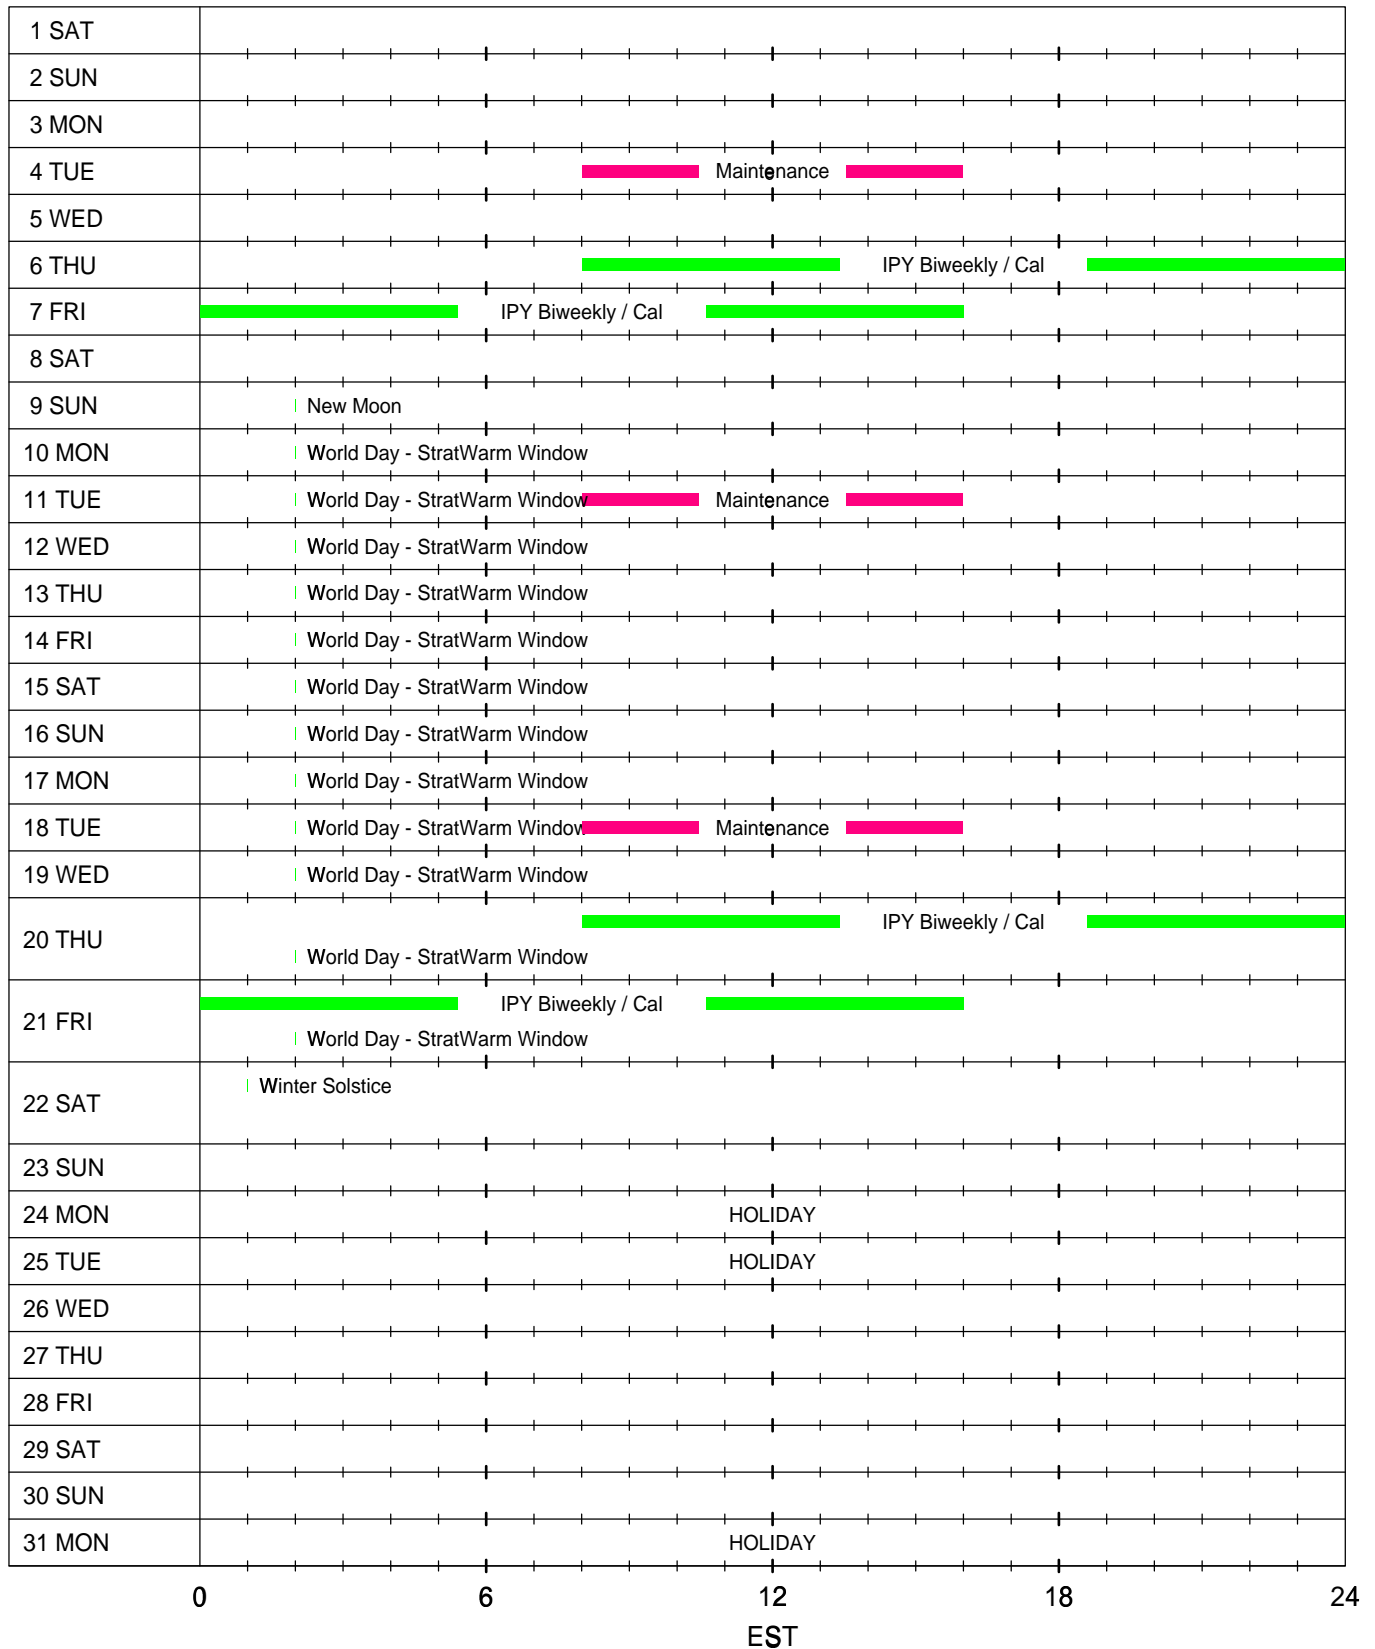 1 SAT
2 SUN
3 MON
4 TUE Maintenance
5 WED
6 THU IPY Biweekly / Cal
7 FRI IPY Biweekly / Cal
8 SAT
9 SUN New Moon
10 MON World Day - StratWarm Window
11 TUE World Day - StratWarm Window Maintenance
12 WED World Day - StratWarm Window
13 THU World Day - StratWarm Window
14 FRI World Day - StratWarm Window
15 SAT World Day - StratWarm Window
16 SUN World Day - StratWarm Window
17 MON World Day - StratWarm Window
18 TUE World Day - StratWarm Window Maintenance
19 WED World Day - StratWarm Window
20 THU IPY Biweekly / Cal
World Day - StratWarm Window
21 FRI IPY Biweekly / Cal
World Day - StratWarm Window
22 SAT Winter Solstice
23 SUN
24 MON HOLIDAY
25 TUE HOLIDAY
26 WED
27 THU
28 FRI
29 SAT
30 SUN
31 MON HOLIDAY
0 6 12 18 24
EST